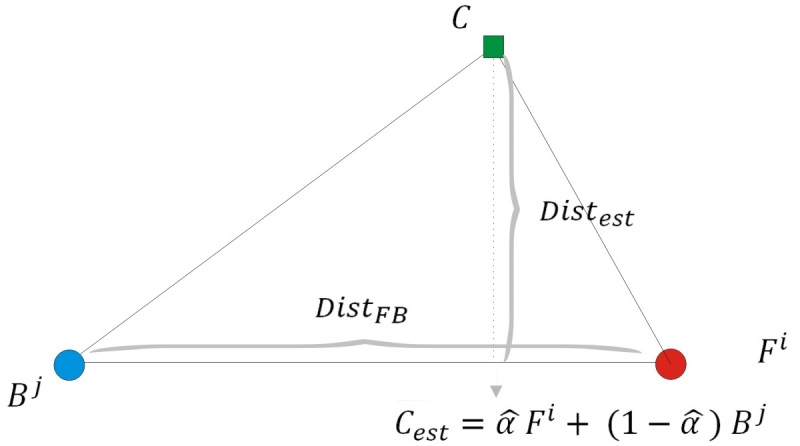 C
Dist_est
Dist_FB
F^i
B^j
C_est = α̂ F^i + (1 − α̂ ) B^j